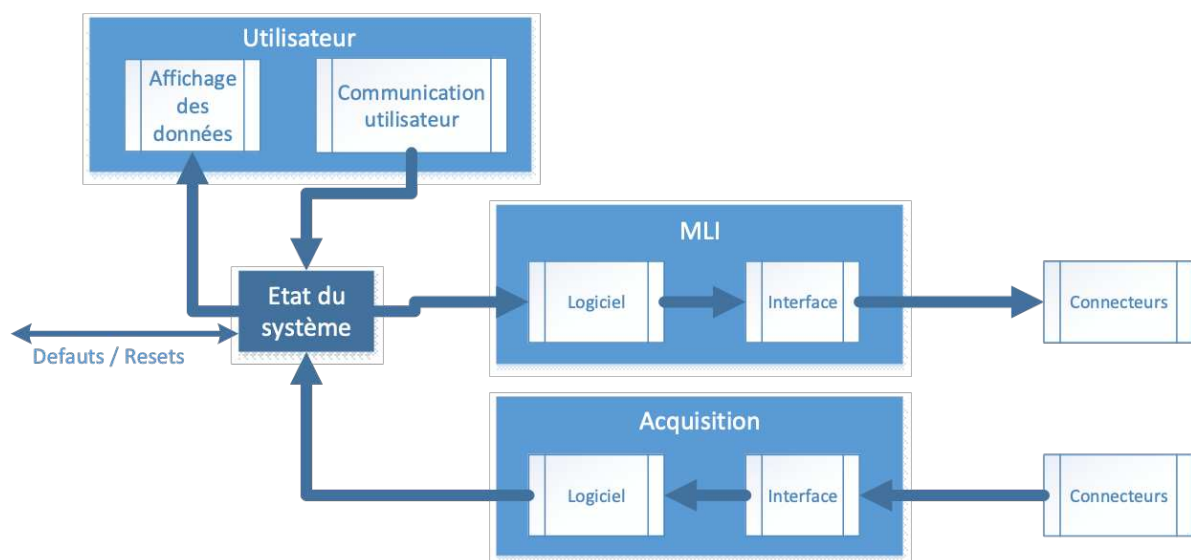 Utilisateur
Affichage
des
données
Communication
utilisateur
MLI
Logiciel
Interface
Connecteurs
Etat du
système
Defauts / Resets
Acquisition
Logiciel
Interface
Connecteurs